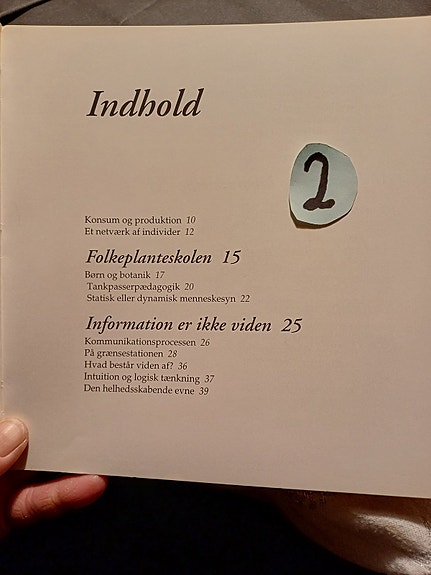 Indhold
2
Konsum og produktion 10
Et netværk af individer 12
Folkeplanteskolen 15
Børn og botanik 17
Tankpasserpædagogik 20
Statisk eller dynamisk menneskesyn 22
Information er ikke viden 25
Kommunikationsprocessen 26
På grænsestationen 28
Hvad består viden af? 36
Intuition og logisk tænkning 37
Den helhedsskabende evne 39